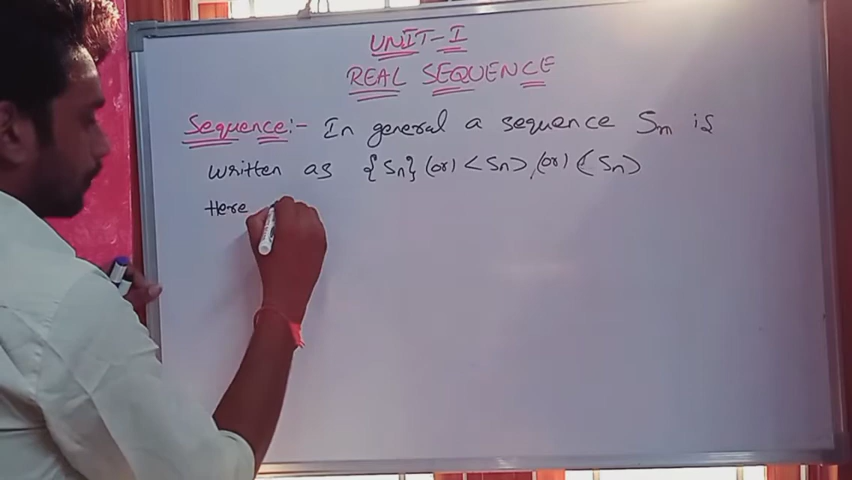 UNIT-I
REAL SEQUENCE
Sequence:- In general a sequence Sn is
written as {Sn} (or) <Sn>, (or) (Sn)
Here